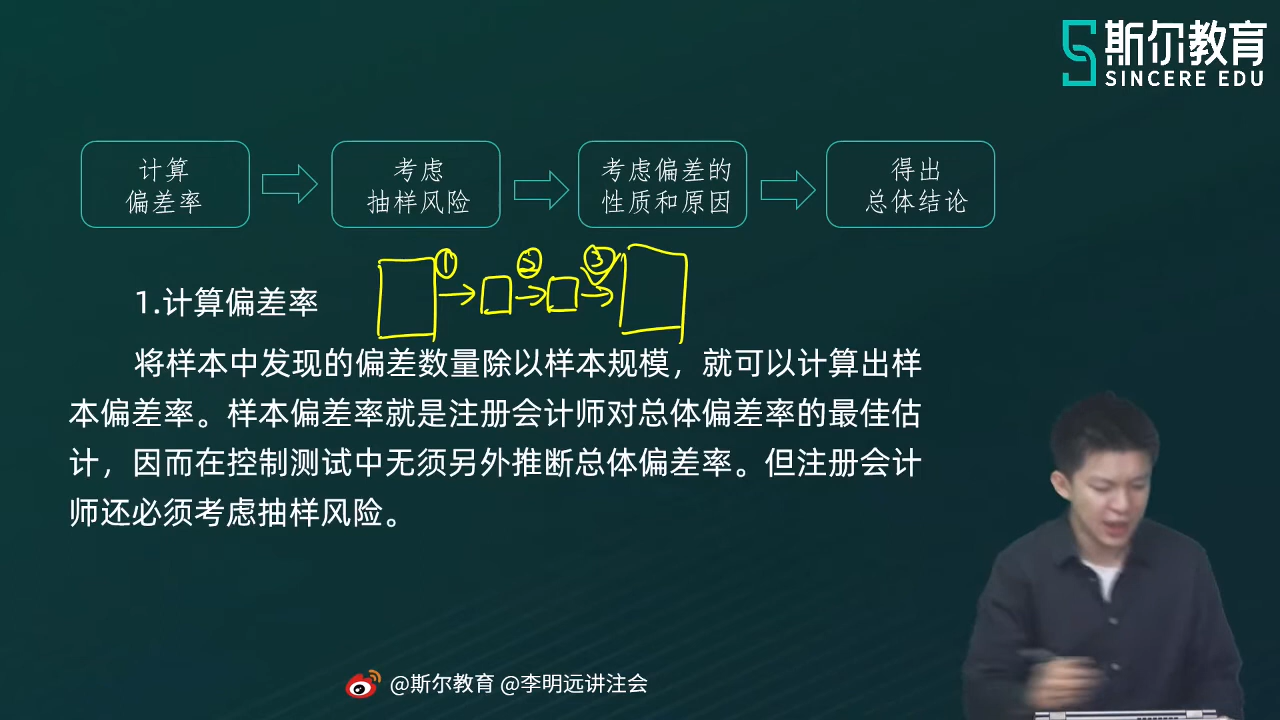 斯尔教育
SINCERE EDU
计算
偏差率
考虑
抽样风险
考虑偏差的
性质和原因
得出
总体结论
① ② ③
1.计算偏差率
将样本中发现的偏差数量除以样本规模，就可以计算出样
本偏差率。样本偏差率就是注册会计师对总体偏差率的最佳估
计，因而在控制测试中无须另外推断总体偏差率。但注册会计
师还必须考虑抽样风险。
@斯尔教育 @李明远讲注会